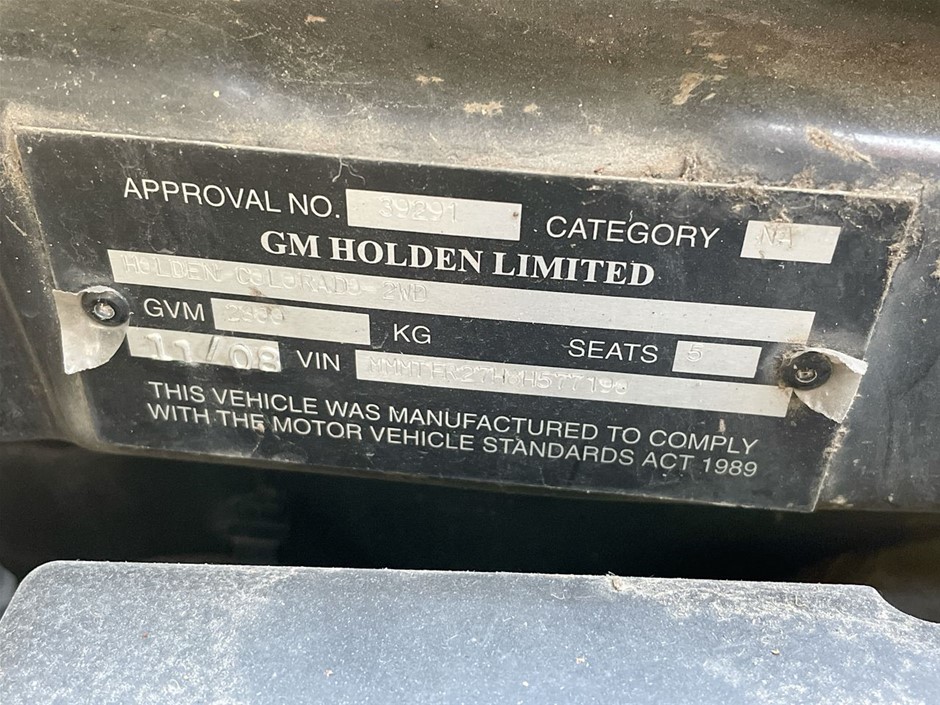 APPROVAL NO. 39291 CATEGORY NA
GM HOLDEN LIMITED
HOLDEN COLORADO 2WD
GVM KG SEATS 5
11/08 VIN
THIS VEHICLE WAS MANUFACTURED TO COMPLY
WITH THE MOTOR VEHICLE STANDARDS ACT 1989